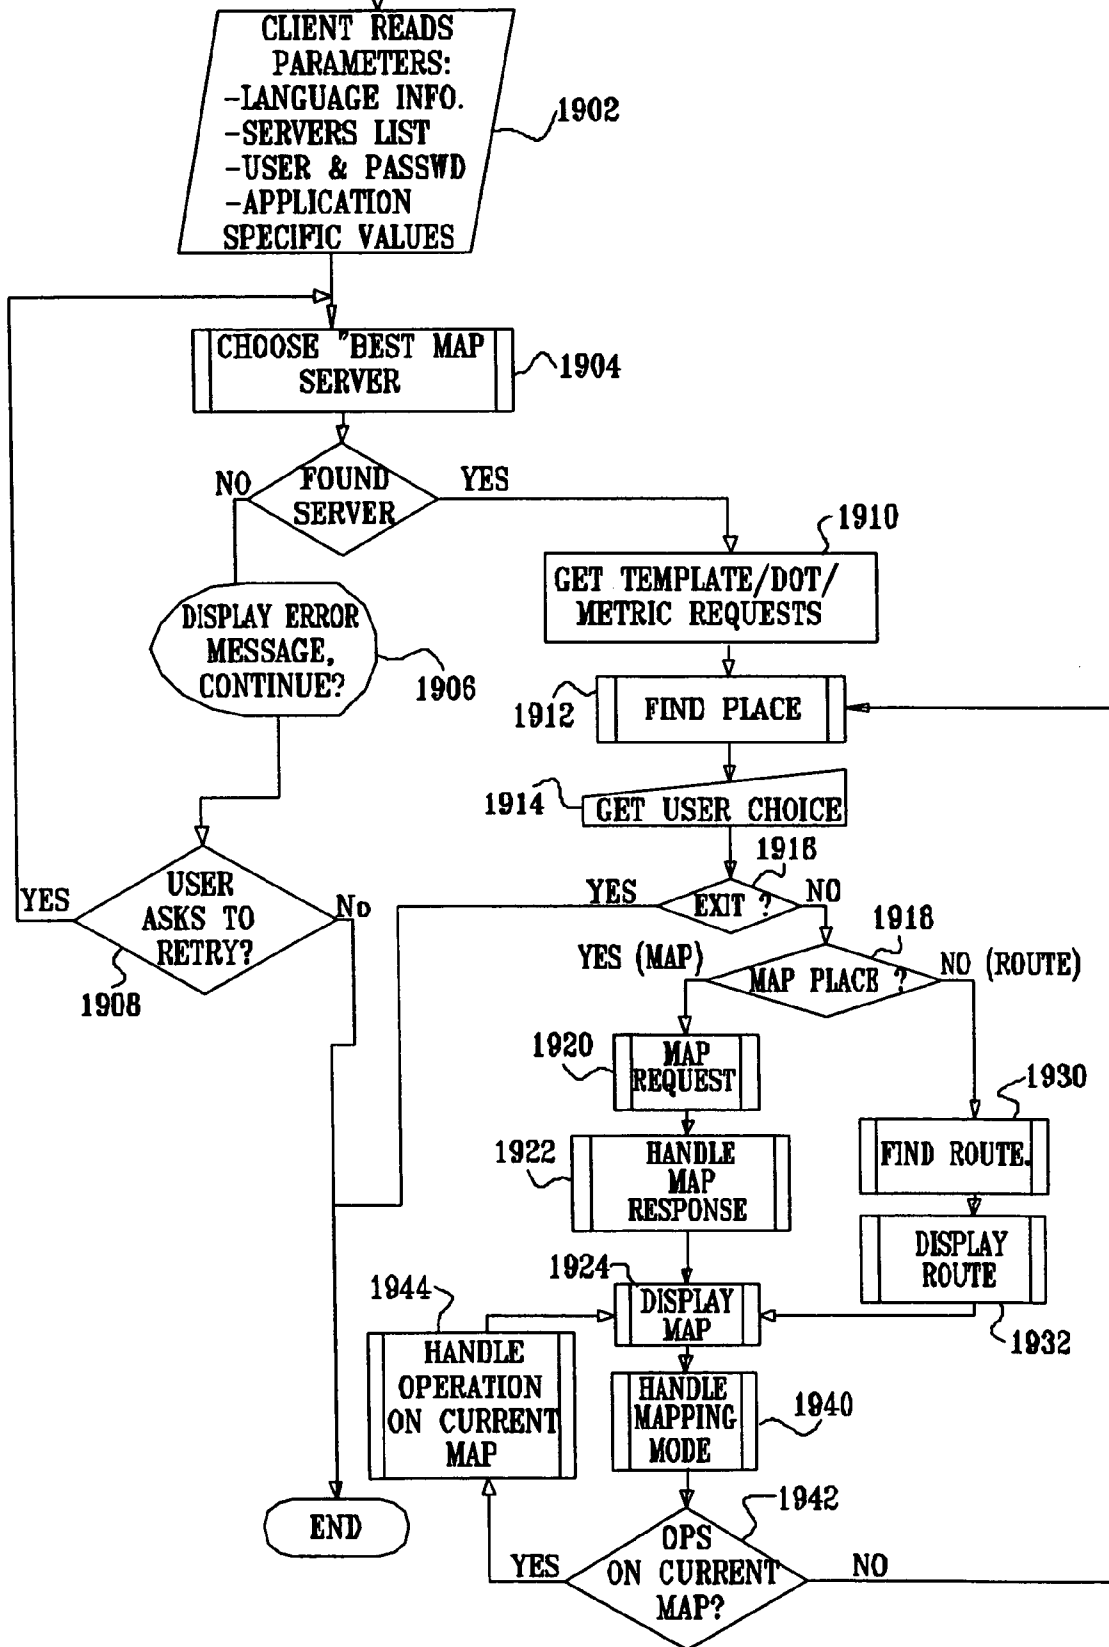 CLIENT READS
PARAMETERS:
-LANGUAGE INFO.
-SERVERS LIST
-USER & PASSWD
-APPLICATION
SPECIFIC VALUES
1902
CHOOSE "BEST MAP
SERVER
1904
FOUND
SERVER
NO
YES
DISPLAY ERROR
MESSAGE,
CONTINUE?
1906
USER
ASKS TO
RETRY?
YES
No
1908
1910
GET TEMPLATE/DOT/
METRIC REQUESTS
1912
FIND PLACE
1914
GET USER CHOICE
1916
YES
EXIT ?
NO
1918
YES (MAP)
MAP PLACE ?
NO (ROUTE)
1920
MAP
REQUEST
1930
FIND ROUTE.
1922
HANDLE
MAP
RESPONSE
DISPLAY
ROUTE
1932
1924
DISPLAY
MAP
1944
HANDLE
OPERATION
ON CURRENT
MAP
HANDLE
MAPPING
MODE
1940
1942
OPS
ON CURRENT
MAP?
YES
NO
END